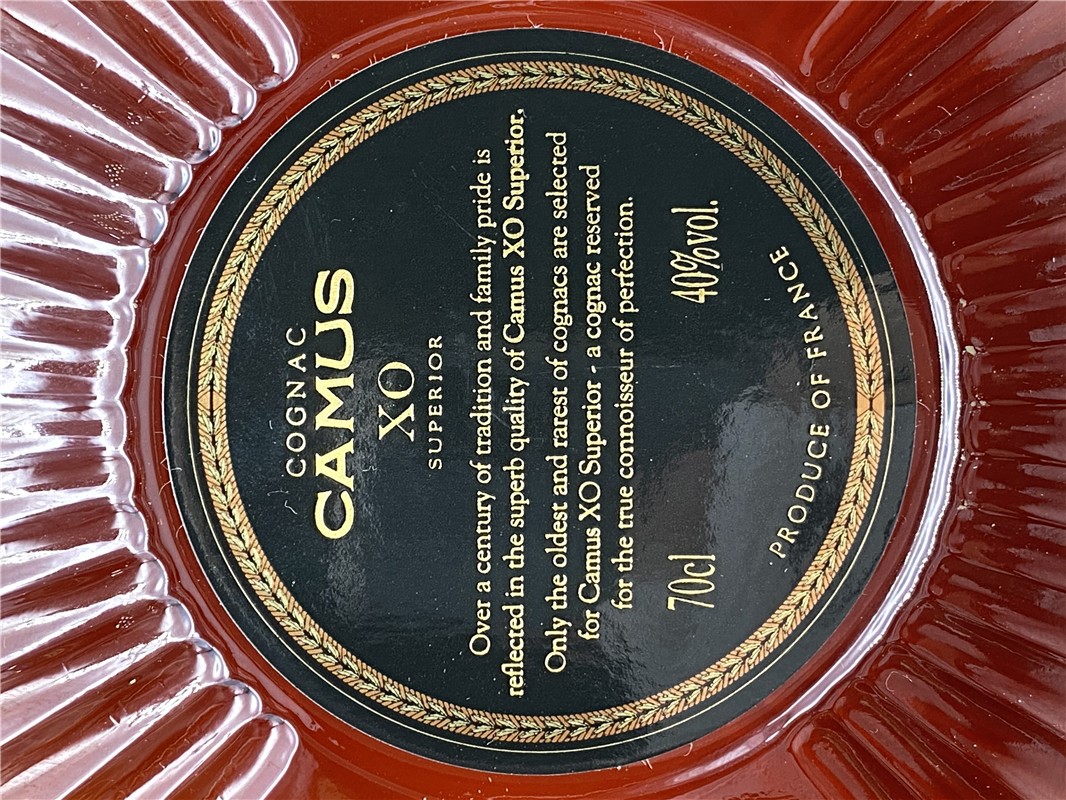 COGNAC
CAMUS
XO
SUPERIOR
Over a century of tradition and family pride is
reflected in the superb quality of Camus XO Superior,
Only the oldest and rarest of cognacs are selected
for Camus XO Superior - a cognac reserved
for the true connoisseur of perfection.
70cl 40%vol.
PRODUCE OF FRANCE